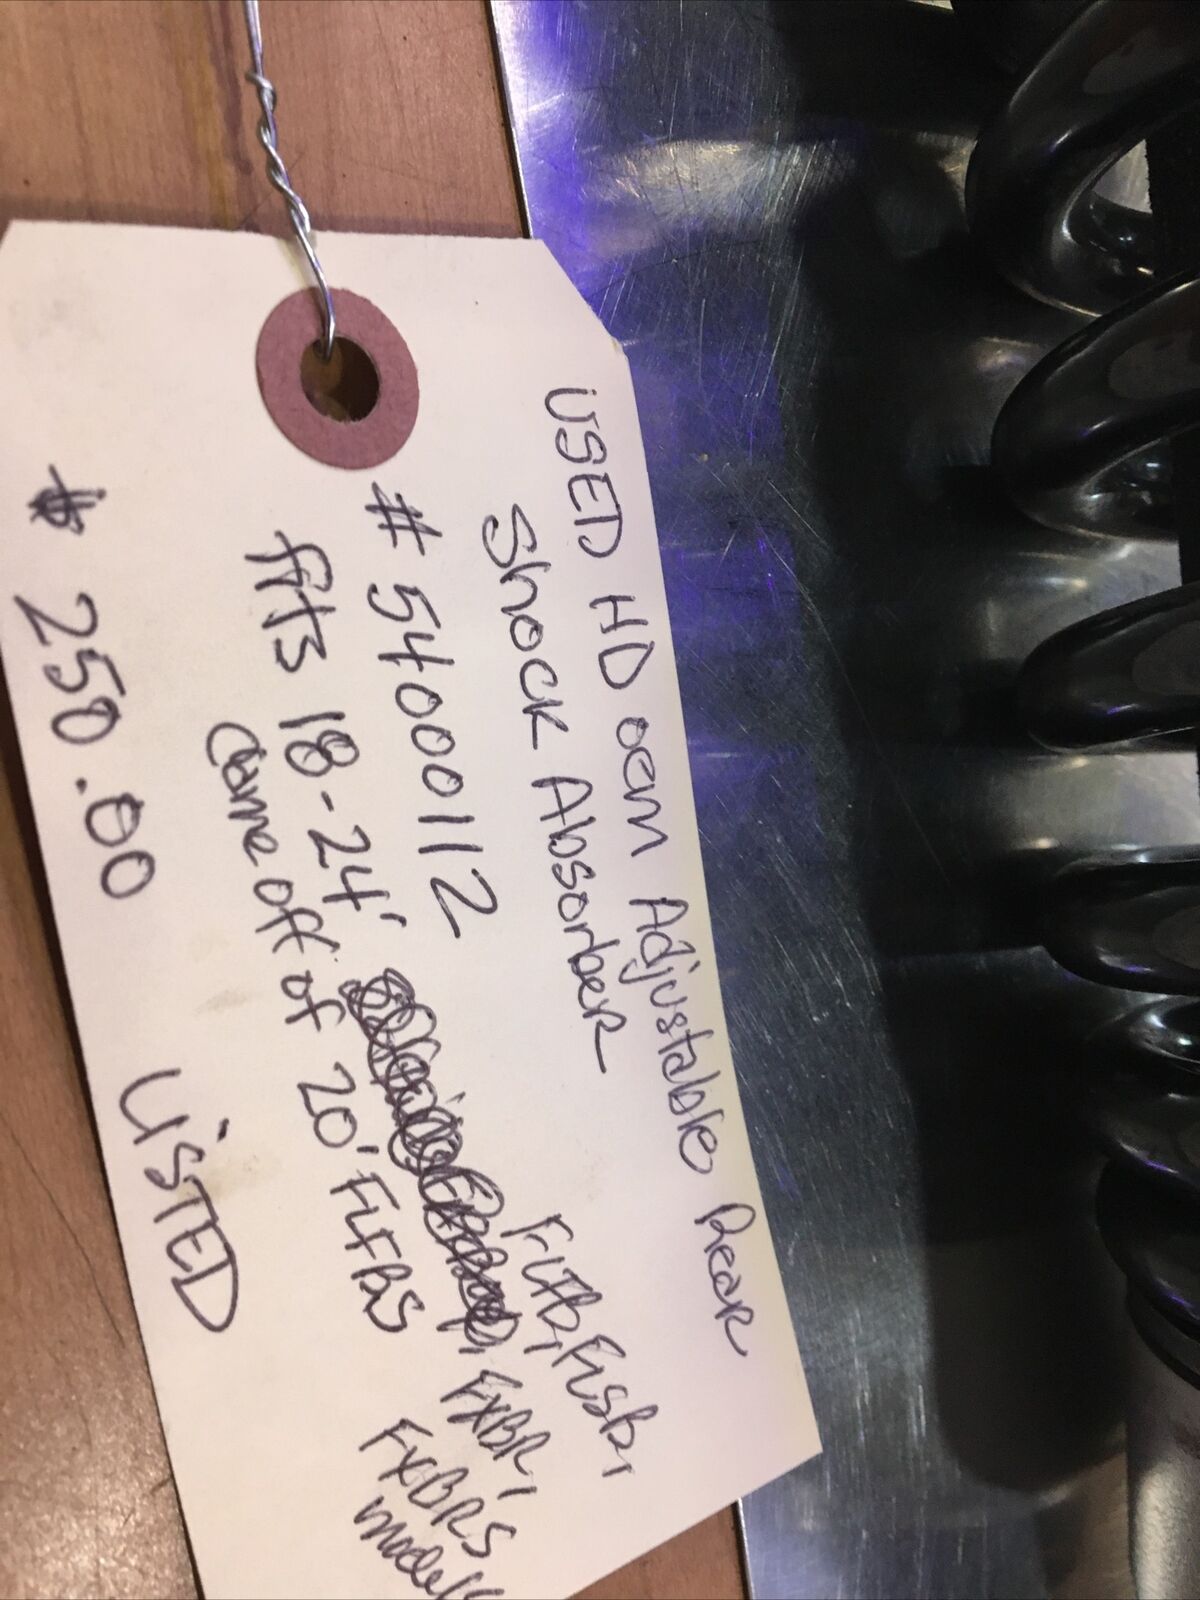 USED HD oem Adjustable Rear
Shock Absorber
# 54000112
FLFB, FLSB,
fits 18-24' FXBR,
FXBRS
models
came off of 20' FLFBS
$ 250.00 LiSTED